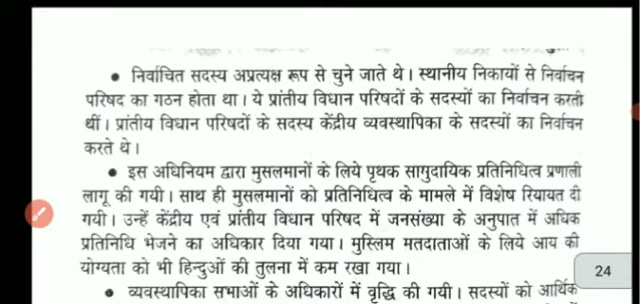 • निर्वाचित सदस्य अप्रत्यक्ष रूप से चुने जाते थे। स्थानीय निकायों से निर्वाचन
परिषद का गठन होता था। ये प्रांतीय विधान परिषदों के सदस्यों का निर्वाचन करती
थीं। प्रांतीय विधान परिषदों के सदस्य केंद्रीय व्यवस्थापिका के सदस्यों का निर्वाचन
करते थे।
• इस अधिनियम द्वारा मुसलमानों के लिये पृथक सागुदायिक प्रतिनिधित्व प्रणाली
लागू की गयी। साथ ही मुसलमानों को प्रतिनिधित्व के मामले में विशेष रियायत दी
गयी। उन्हें केंद्रीय एवं प्रांतीय विधान परिषद में जनसंख्या के अनुपात में अधिक
प्रतिनिधि भेजने का अधिकार दिया गया। मुस्लिम मतदाताओं के लिये आय की
योग्यता को भी हिन्दुओं की तुलना में कम रखा गया।
24
• व्यवस्थापिका सभाओं के अधिकारों में वृद्धि की गयी। सदस्यों को आर्थिक